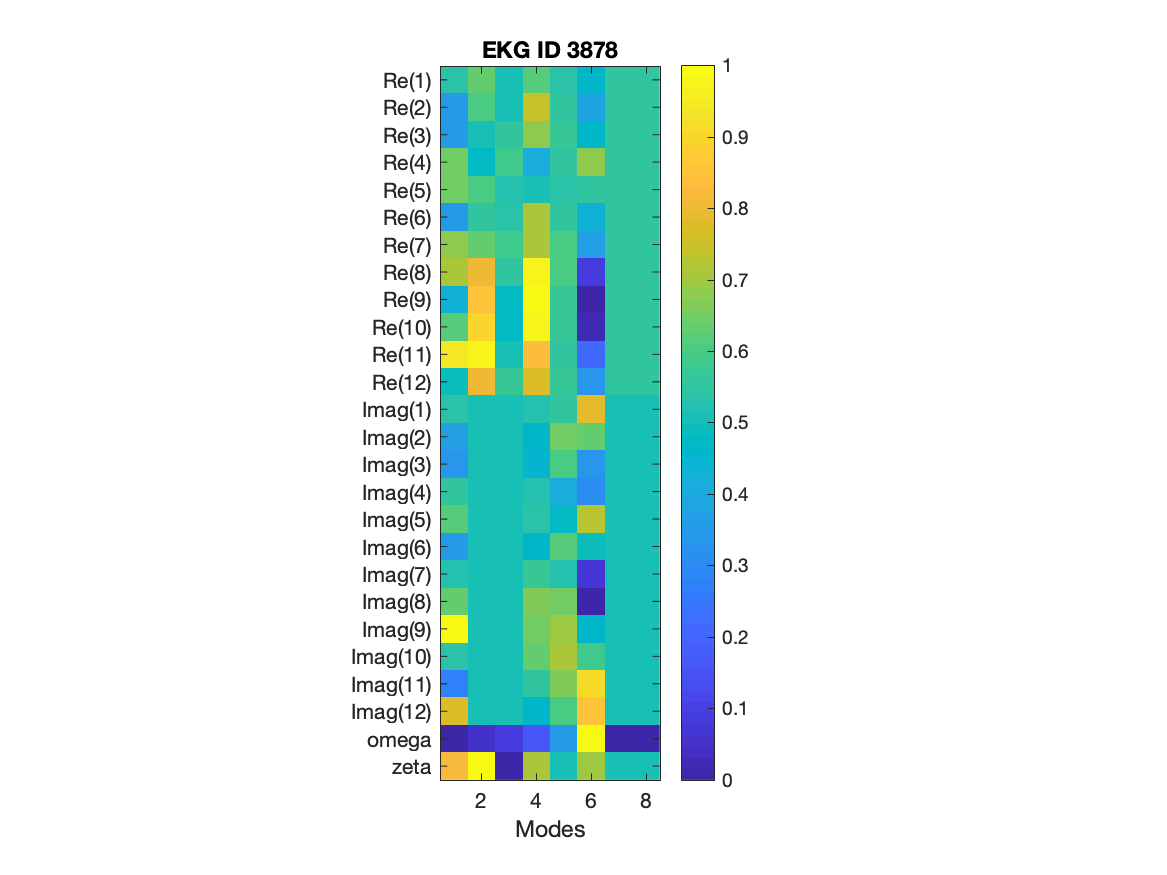 EKG ID 3878
Re(1)
Re(2)
Re(3)
Re(4)
Re(5)
Re(6)
Re(7)
Re(8)
Re(9)
Re(10)
Re(11)
Re(12)
Imag(1)
Imag(2)
Imag(3)
Imag(4)
Imag(5)
Imag(6)
Imag(7)
Imag(8)
Imag(9)
Imag(10)
Imag(11)
Imag(12)
omega
zeta
2 4 6 8
Modes
1
0.9
0.8
0.7
0.6
0.5
0.4
0.3
0.2
0.1
0